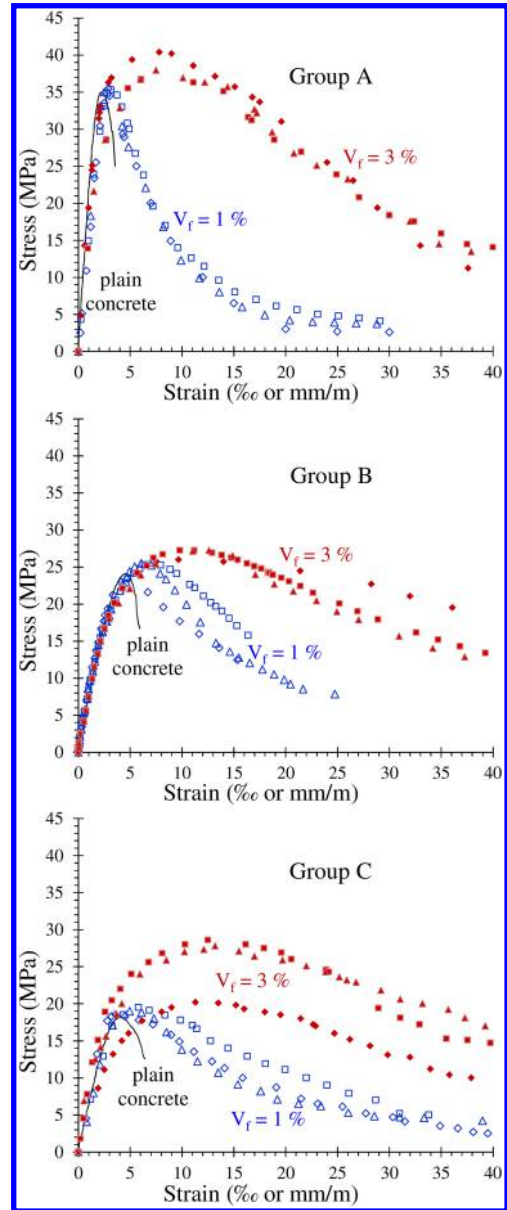 45
40
35
30
25
20
15
10
5
0
Stress (MPa)
Group A
V_f = 3 %
V_f = 1 %
plain
concrete
0 5 10 15 20 25 30 35 40
Strain (‰ or mm/m)
45
40
35
30
25
20
15
10
5
0
Stress (MPa)
Group B
V_f = 3 %
plain
concrete
V_f = 1 %
0 5 10 15 20 25 30 35 40
Strain (‰ or mm/m)
45
40
35
30
25
20
15
10
5
0
Stress (MPa)
Group C
V_f = 3 %
plain
concrete
V_f = 1 %
0 5 10 15 20 25 30 35 40
Strain (‰ or mm/m)